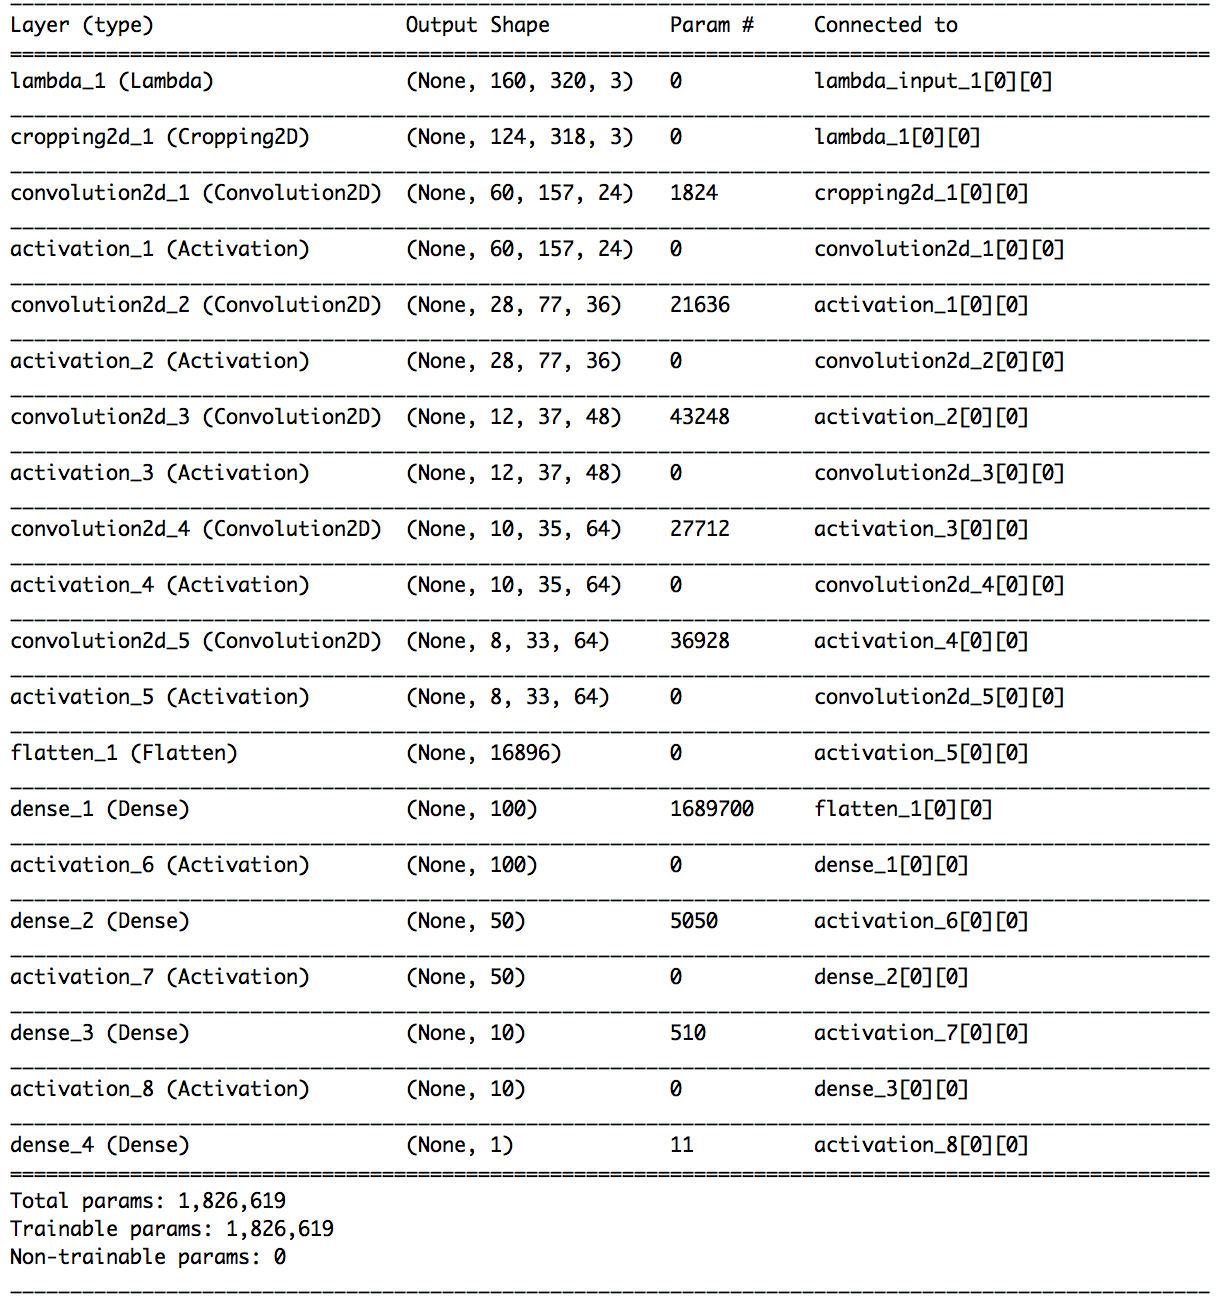 Layer (type) Output Shape Param # Connected to
lambda_1 (Lambda) (None, 160, 320, 3) 0 lambda_input_1[0][0]
cropping2d_1 (Cropping2D) (None, 124, 318, 3) 0 lambda_1[0][0]
convolution2d_1 (Convolution2D) (None, 60, 157, 24) 1824 cropping2d_1[0][0]
activation_1 (Activation) (None, 60, 157, 24) 0 convolution2d_1[0][0]
convolution2d_2 (Convolution2D) (None, 28, 77, 36) 21636 activation_1[0][0]
activation_2 (Activation) (None, 28, 77, 36) 0 convolution2d_2[0][0]
convolution2d_3 (Convolution2D) (None, 12, 37, 48) 43248 activation_2[0][0]
activation_3 (Activation) (None, 12, 37, 48) 0 convolution2d_3[0][0]
convolution2d_4 (Convolution2D) (None, 10, 35, 64) 27712 activation_3[0][0]
activation_4 (Activation) (None, 10, 35, 64) 0 convolution2d_4[0][0]
convolution2d_5 (Convolution2D) (None, 8, 33, 64) 36928 activation_4[0][0]
activation_5 (Activation) (None, 8, 33, 64) 0 convolution2d_5[0][0]
flatten_1 (Flatten) (None, 16896) 0 activation_5[0][0]
dense_1 (Dense) (None, 100) 1689700 flatten_1[0][0]
activation_6 (Activation) (None, 100) 0 dense_1[0][0]
dense_2 (Dense) (None, 50) 5050 activation_6[0][0]
activation_7 (Activation) (None, 50) 0 dense_2[0][0]
dense_3 (Dense) (None, 10) 510 activation_7[0][0]
activation_8 (Activation) (None, 10) 0 dense_3[0][0]
dense_4 (Dense) (None, 1) 11 activation_8[0][0]
Total params: 1,826,619
Trainable params: 1,826,619
Non-trainable params: 0